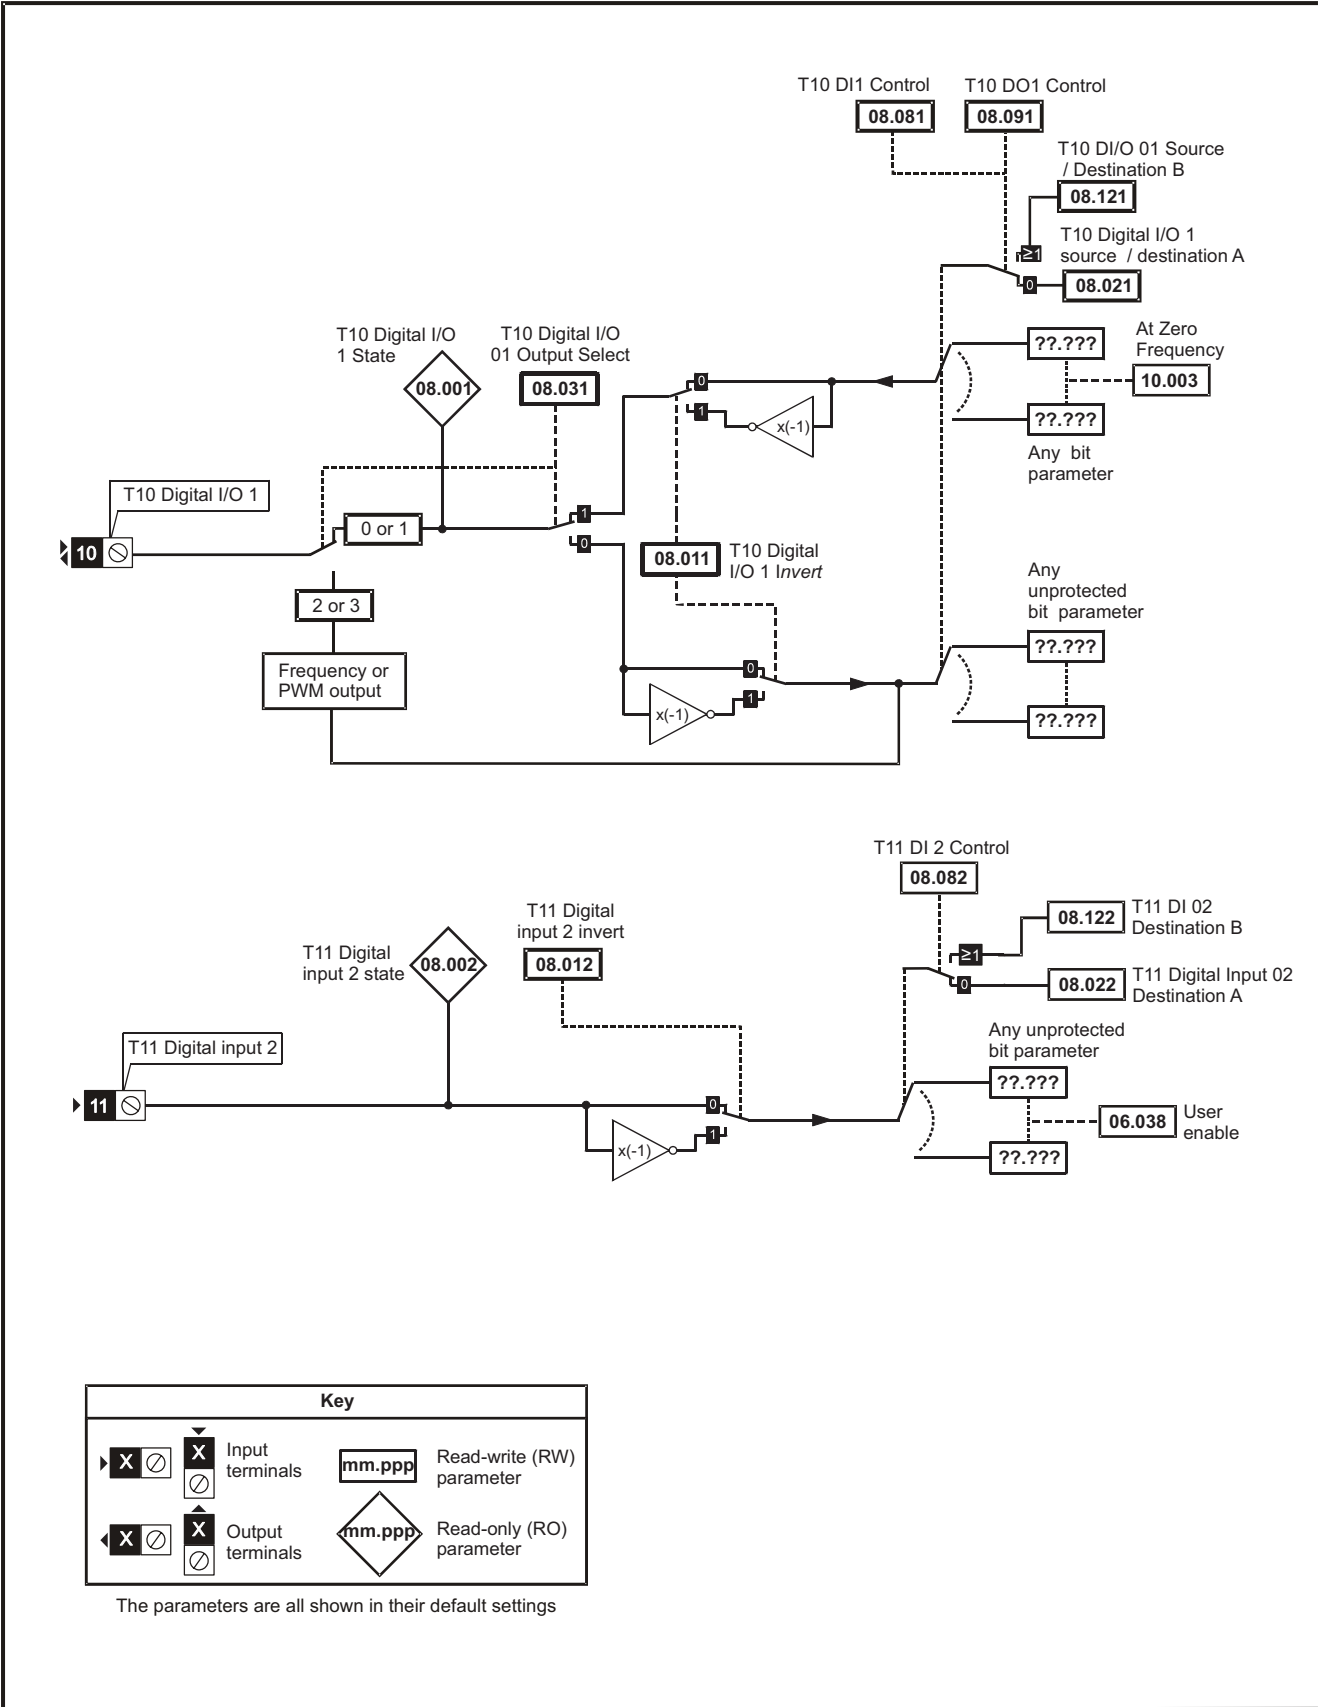 T10 DI1 Control
T10 DO1 Control
08.081
08.091
T10 DI/O 01 Source
/ Destination B
08.121
T10 Digital I/O 1
source / destination A
≥1
0
08.021
T10 Digital I/O
1 State
08.001
T10 Digital I/O
01 Output Select
08.031
0
1
x(-1)
??.???
??.???
Any bit
parameter
At Zero
Frequency
10.003
T10 Digital I/O 1
10
0 or 1
1
0
08.011
T10 Digital
I/O 1 Invert
2 or 3
Frequency or
PWM output
0
1
x(-1)
Any
unprotected
bit parameter
??.???
??.???
T11 DI 2 Control
08.082
T11 Digital
input 2 state
08.002
T11 Digital
input 2 invert
08.012
≥1
0
08.122
T11 DI 02
Destination B
08.022
T11 Digital Input 02
Destination A
T11 Digital input 2
11
0
1
x(-1)
Any unprotected
bit parameter
??.???
??.???
06.038
User
enable
Key
X
X
Input
terminals
mm.ppp
Read-write (RW)
parameter
X
X
Output
terminals
mm.ppp
Read-only (RO)
parameter
The parameters are all shown in their default settings